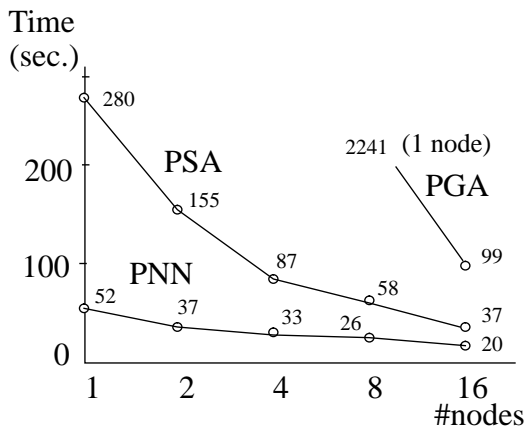 Time
(sec.)
280
2241 (1 node)
200
PSA
PGA
155
100
87
99
PNN
58
52
37
33
26
37
20
0
1 2 4 8 16
#nodes